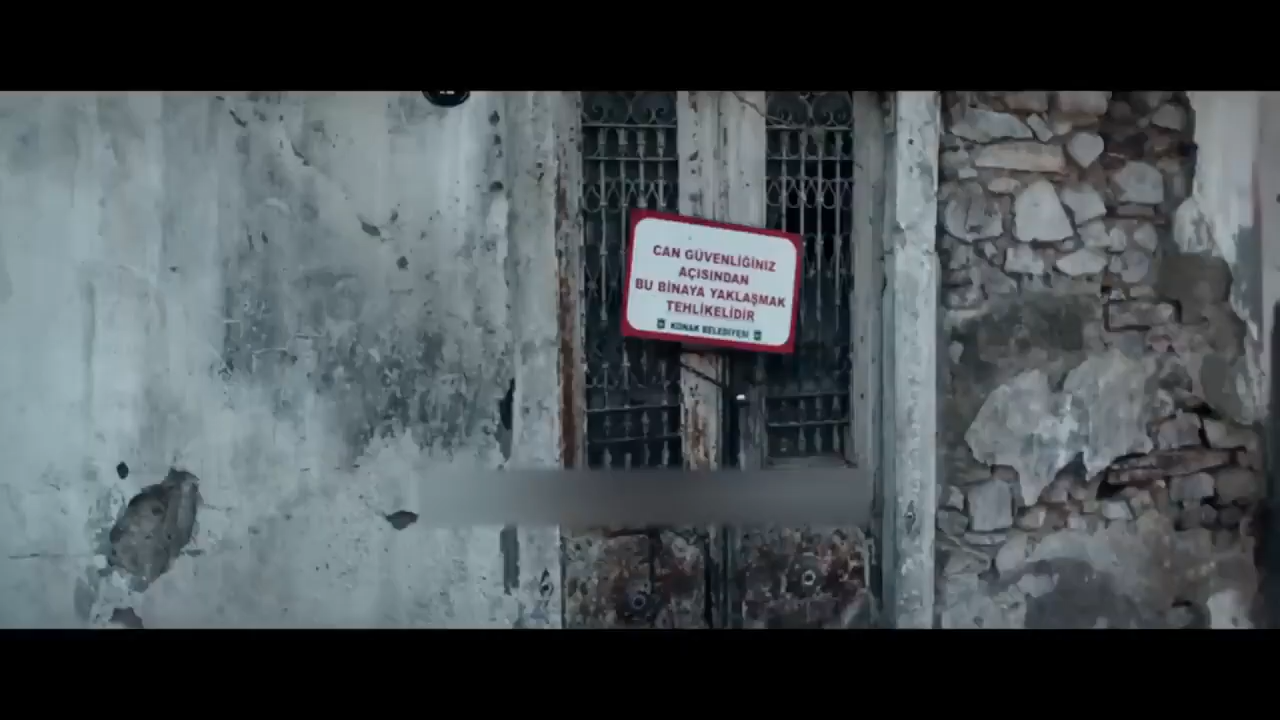 CAN GÜVENLİĞİNİZ
AÇISINDAN
BU BİNAYA YAKLAŞMAK
TEHLİKELİDİR
KONAK BELEDİYESİ